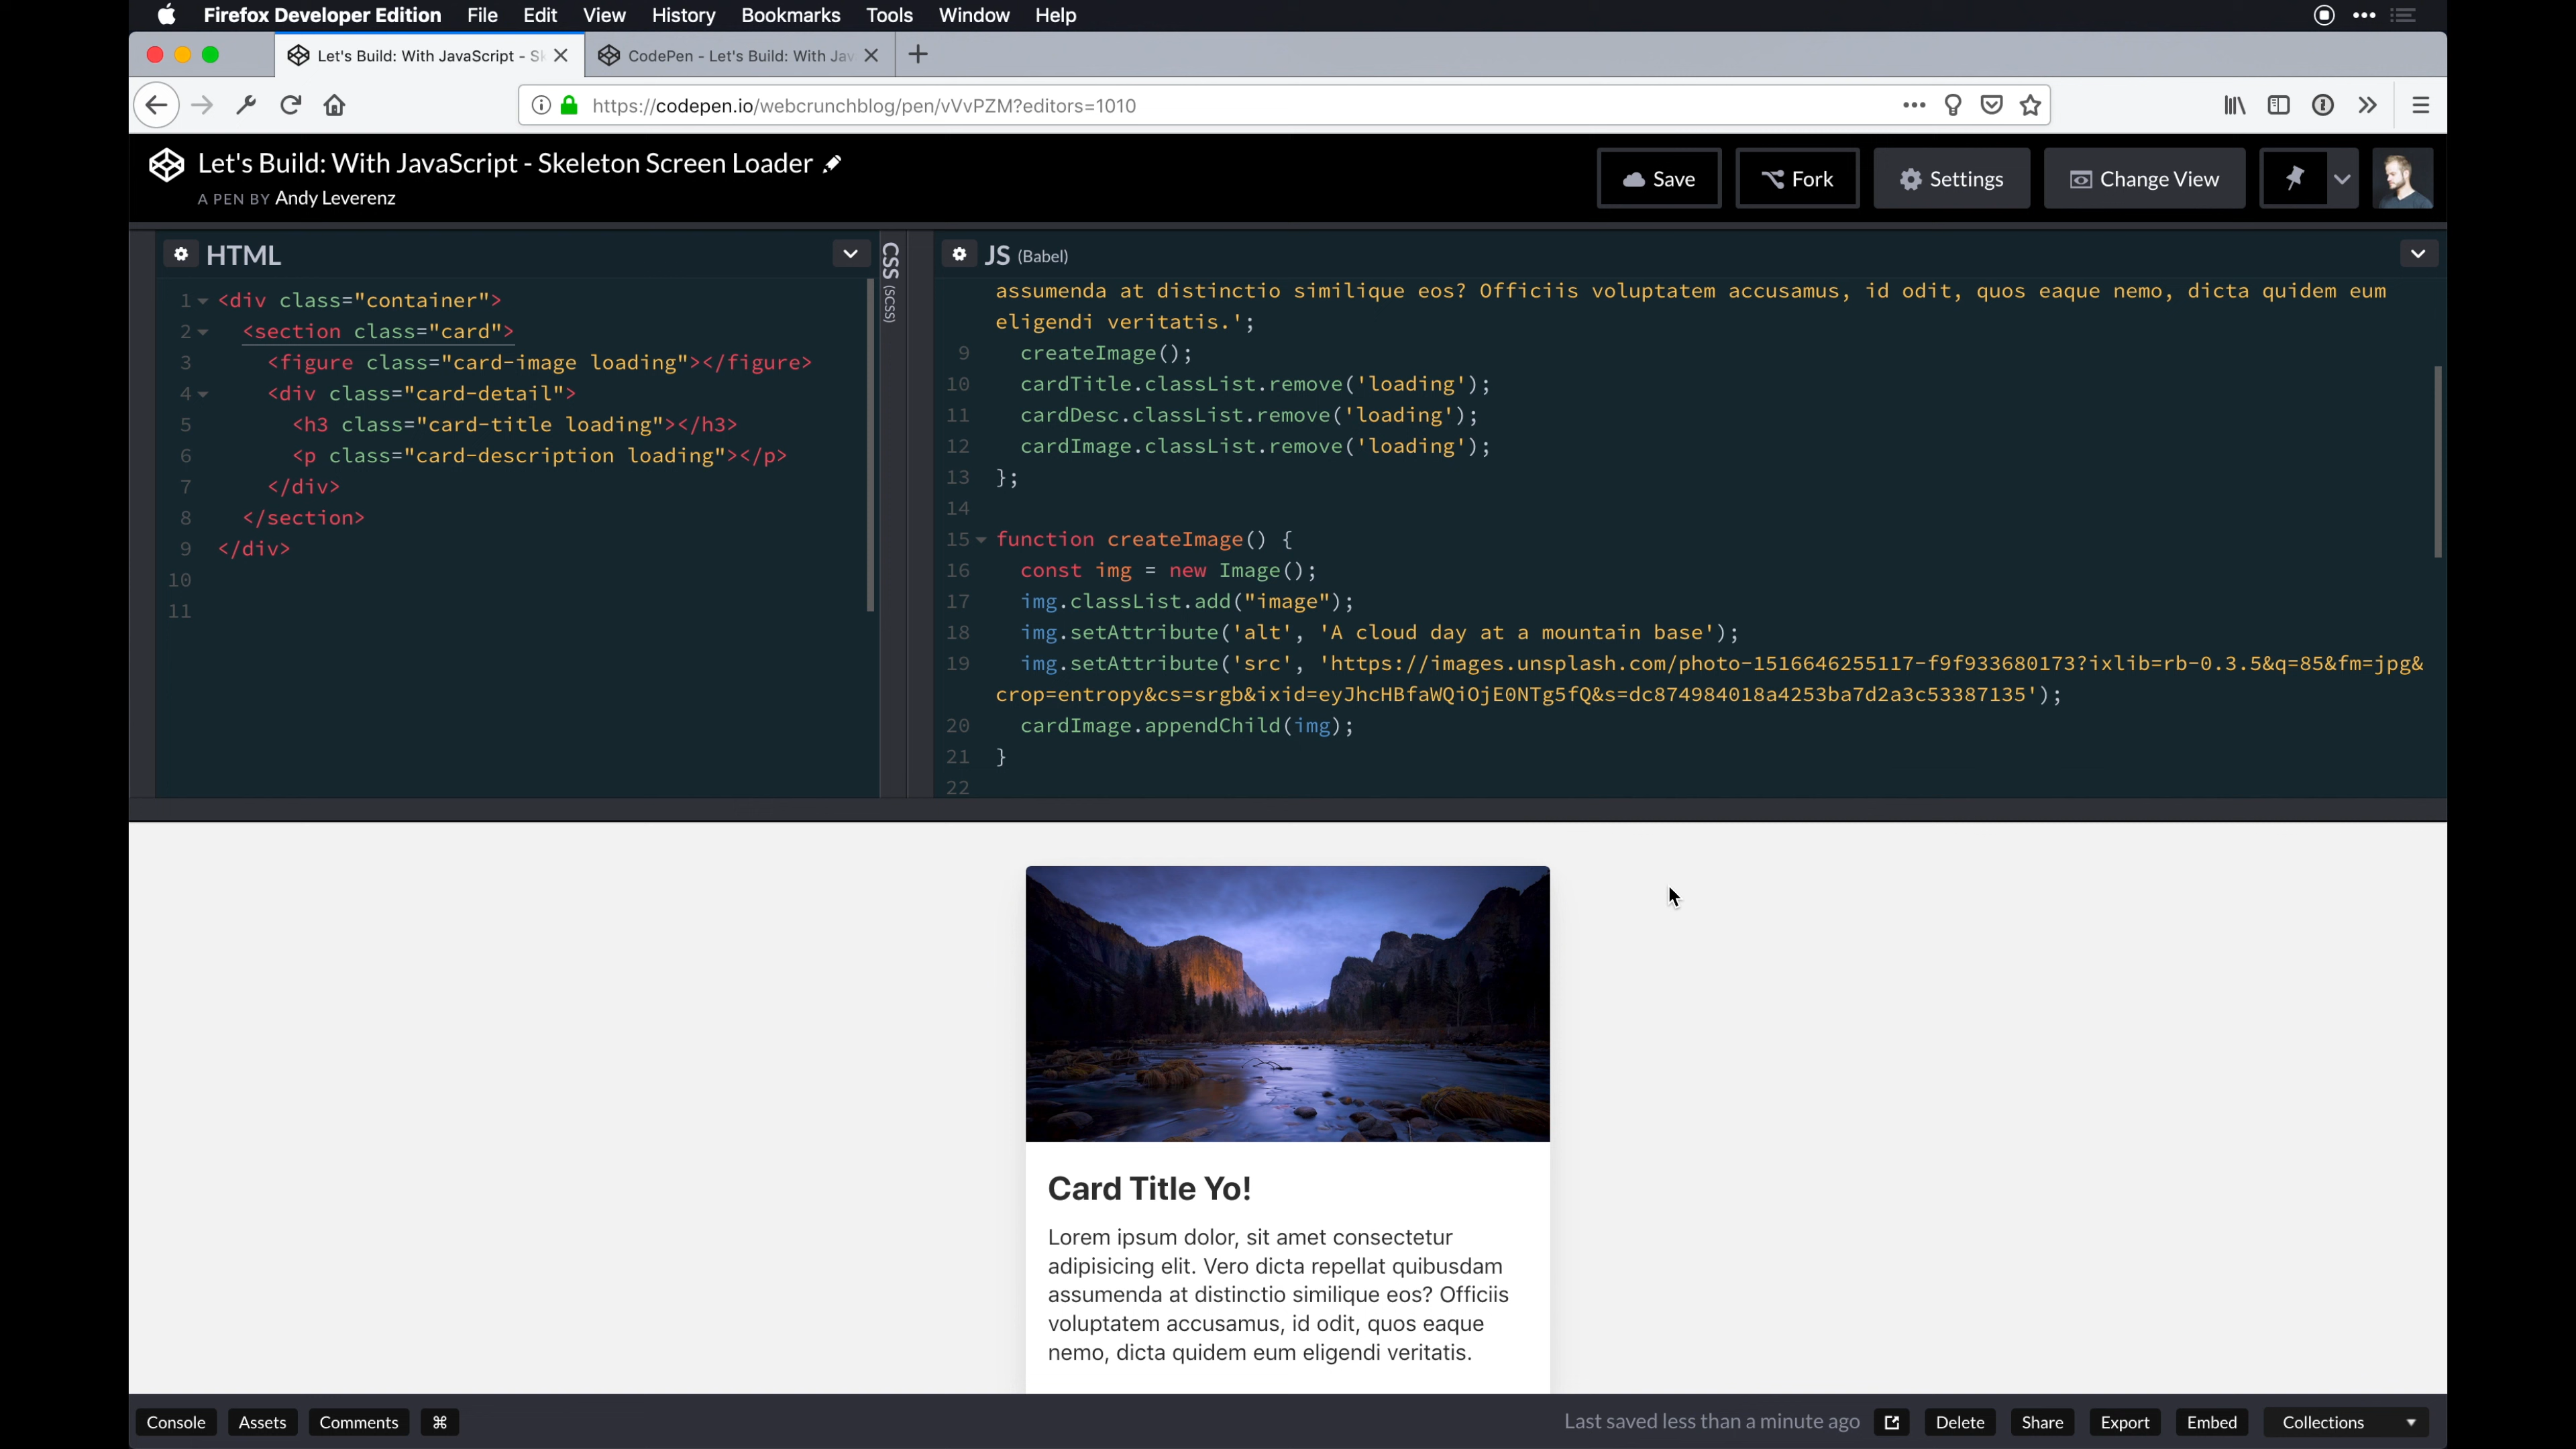 Firefox Developer Edition File Edit View History Bookmarks Tools Window Help
Let's Build: With JavaScript - Sk
CodePen - Let's Build: With Jav
https://codepen.io/webcrunchblog/pen/vVvPZM?editors=1010
Let's Build: With JavaScript - Skeleton Screen Loader
A PEN BY Andy Leverenz
Save Fork Settings Change View
HTML
1 <div class="container">
2 <section class="card">
3 <figure class="card-image loading"></figure>
4 <div class="card-detail">
5 <h3 class="card-title loading"></h3>
6 <p class="card-description loading"></p>
7 </div>
8 </section>
9 </div>
10
11
CSS (SCSS)
JS (Babel)
assumenda at distinctio similique eos? Officiis voluptatem accusamus, id odit, quos eaque nemo, dicta quidem eum
eligendi veritatis.';
9 createImage();
10 cardTitle.classList.remove('loading');
11 cardDesc.classList.remove('loading');
12 cardImage.classList.remove('loading');
13 };
14
15 function createImage() {
16 const img = new Image();
17 img.classList.add("image");
18 img.setAttribute('alt', 'A cloud day at a mountain base');
19 img.setAttribute('src', 'https://images.unsplash.com/photo-1516646255117-f9f933680173?ixlib=rb-0.3.5&q=85&fm=jpg&
crop=entropy&cs=srgb&ixid=eyJhcHBfaWQiOjE0NTg5fQ&s=dc874984018a4253ba7d2a3c53387135');
20 cardImage.appendChild(img);
21 }
22
Card Title Yo!
Lorem ipsum dolor, sit amet consectetur
adipisicing elit. Vero dicta repellat quibusdam
assumenda at distinctio similique eos? Officiis
voluptatem accusamus, id odit, quos eaque
nemo, dicta quidem eum eligendi veritatis.
Console Assets Comments ⌘
Last saved less than a minute ago Delete Share Export Embed Collections